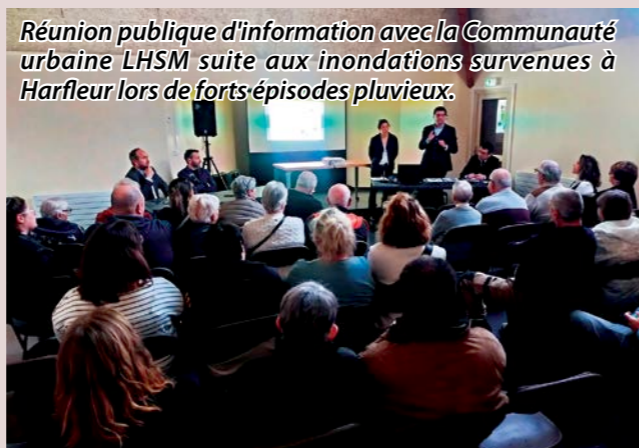 Réunion publique d'information avec la Communauté
urbaine LHSM suite aux inondations survenues à
Harfleur lors de forts épisodes pluvieux.